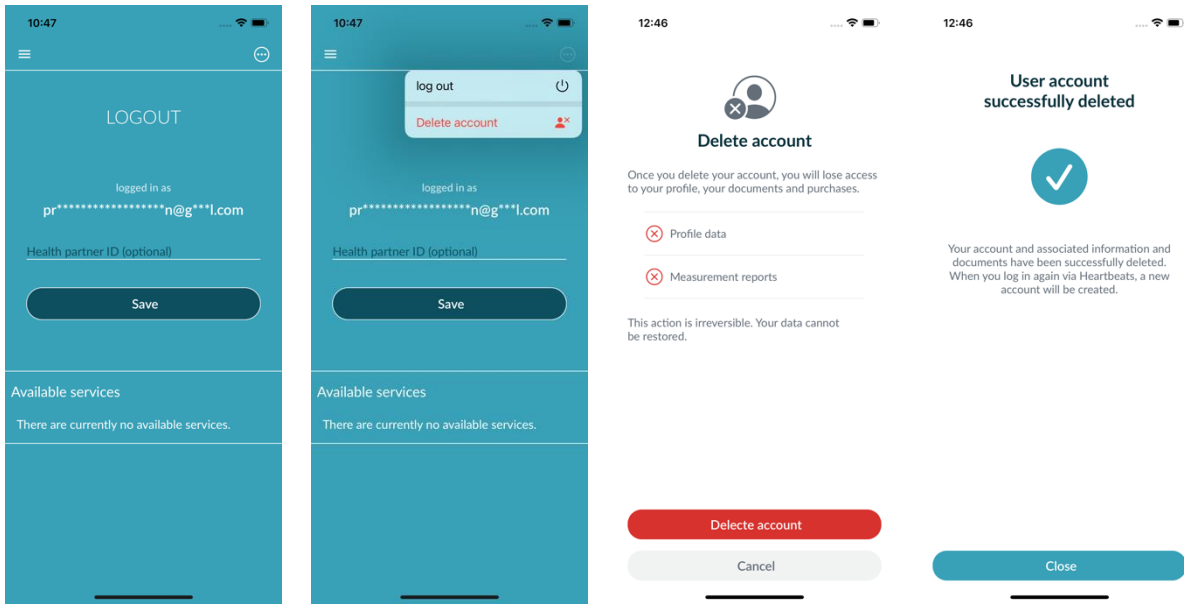 10:47
LOGOUT
logged in as
pr******************n@g***l.com
Health partner ID (optional)
Save
Available services
There are currently no available services.
10:47
log out
Delete account
logged in as
pr******************n@g***l.com
Health partner ID (optional)
Save
Available services
There are currently no available services.
12:46
Delete account
Once you delete your account, you will lose access
to your profile, your documents and purchases.
Profile data
Measurement reports
This action is irreversible. Your data cannot
be restored.
Delecte account
Cancel
12:46
User account
successfully deleted
Your account and associated information and
documents have been successfully deleted.
When you log in again via Heartbeats, a new
account will be created.
Close